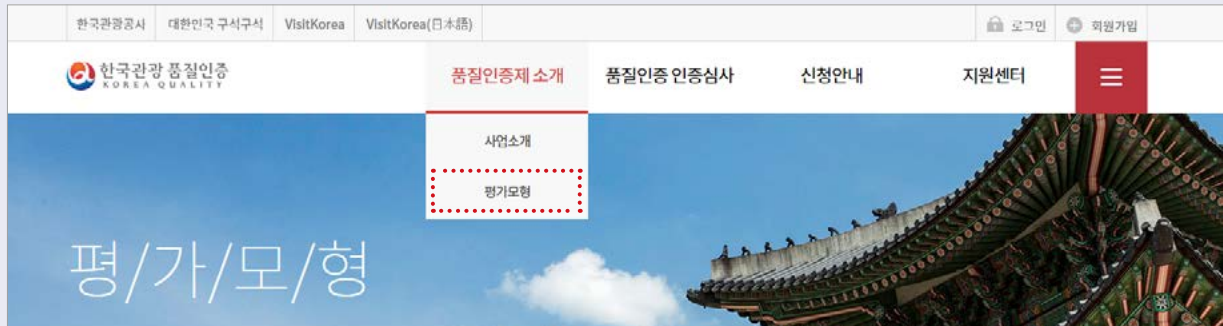 한국관광공사 대한민국 구석구석 VisitKorea VisitKorea(日本語) 로그인 회원가입
한국관광 품질인증 품질인증제 소개 품질인증 인증심사 신청안내 지원센터
KOREA QUALITY
사업소개
평가모형
평/가/모/형